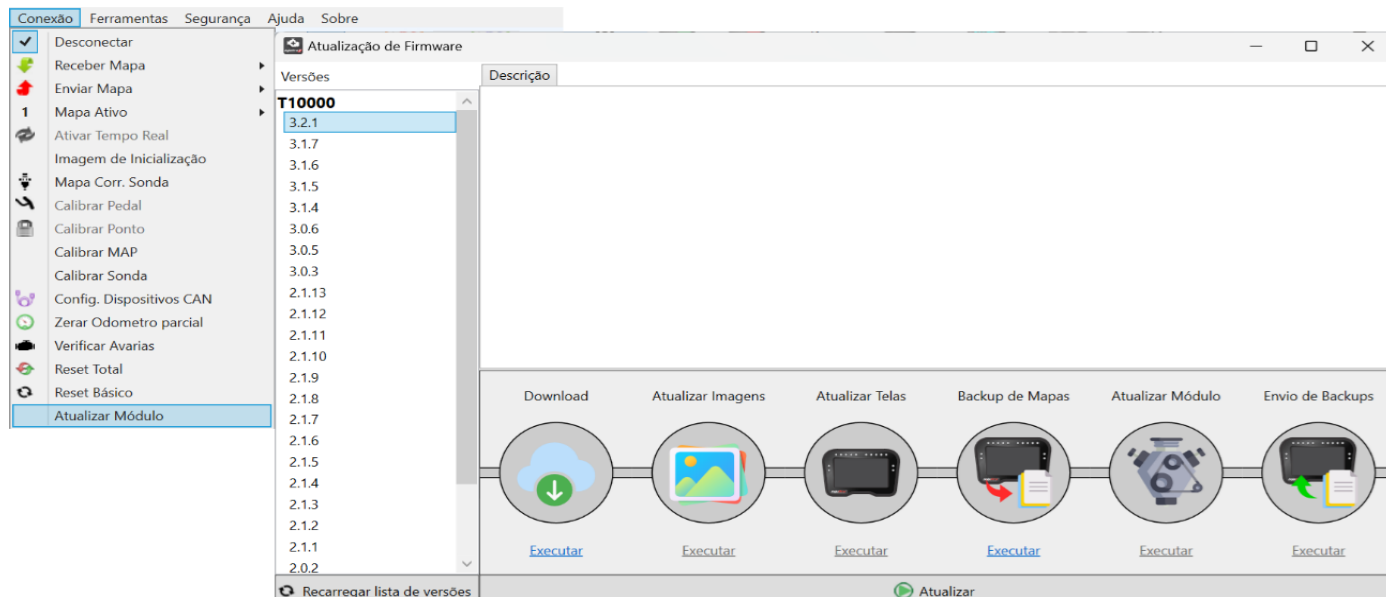 Conexão Ferramentas Segurança Ajuda Sobre
Desconectar
Receber Mapa
Enviar Mapa
1 Mapa Ativo
Ativar Tempo Real
Imagem de Inicialização
Mapa Corr. Sonda
Calibrar Pedal
Calibrar Ponto
Calibrar MAP
Calibrar Sonda
Config. Dispositivos CAN
Zerar Odometro parcial
Verificar Avarias
Reset Total
Reset Básico
Atualizar Módulo
Atualização de Firmware
Versões
T10000
3.2.1
3.1.7
3.1.6
3.1.5
3.1.4
3.0.6
3.0.5
3.0.3
2.1.13
2.1.12
2.1.11
2.1.10
2.1.9
2.1.8
2.1.7
2.1.6
2.1.5
2.1.4
2.1.3
2.1.2
2.1.1
2.0.2
Recarregar lista de versões
Descrição
Download Atualizar Imagens Atualizar Telas Backup de Mapas Atualizar Módulo Envio de Backups
Executar Executar Executar Executar Executar Executar
Atualizar